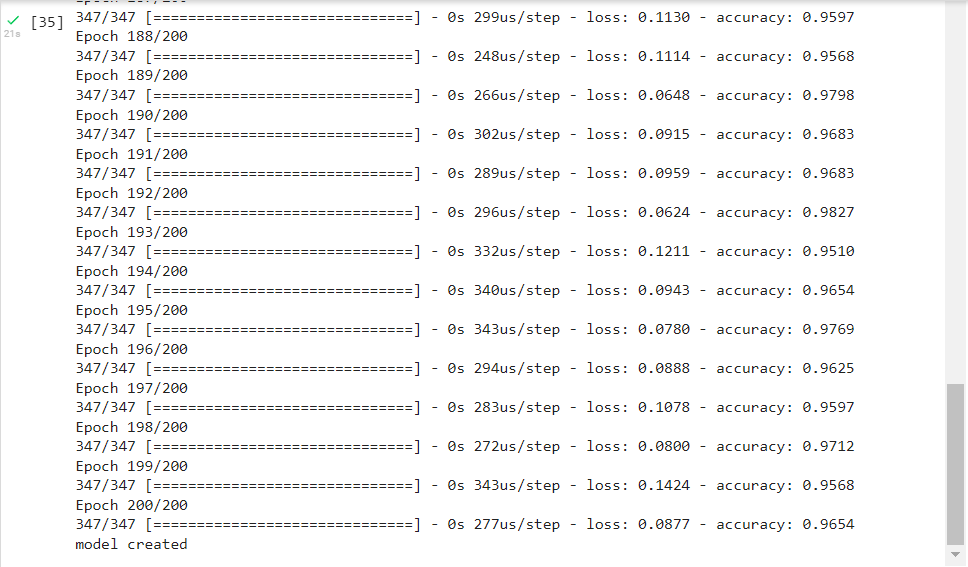 Epoch 187/200
347/347 [==============================] - 0s 299us/step - loss: 0.1130 - accuracy: 0.9597
[35]
Epoch 188/200
21s
347/347 [==============================] - 0s 248us/step - loss: 0.1114 - accuracy: 0.9568
Epoch 189/200
347/347 [==============================] - 0s 266us/step - loss: 0.0648 - accuracy: 0.9798
Epoch 190/200
347/347 [==============================] - 0s 302us/step - loss: 0.0915 - accuracy: 0.9683
Epoch 191/200
347/347 [==============================] - 0s 289us/step - loss: 0.0959 - accuracy: 0.9683
Epoch 192/200
347/347 [==============================] - 0s 296us/step - loss: 0.0624 - accuracy: 0.9827
Epoch 193/200
347/347 [==============================] - 0s 332us/step - loss: 0.1211 - accuracy: 0.9510
Epoch 194/200
347/347 [==============================] - 0s 340us/step - loss: 0.0943 - accuracy: 0.9654
Epoch 195/200
347/347 [==============================] - 0s 343us/step - loss: 0.0780 - accuracy: 0.9769
Epoch 196/200
347/347 [==============================] - 0s 294us/step - loss: 0.0888 - accuracy: 0.9625
Epoch 197/200
347/347 [==============================] - 0s 283us/step - loss: 0.1078 - accuracy: 0.9597
Epoch 198/200
347/347 [==============================] - 0s 272us/step - loss: 0.0800 - accuracy: 0.9712
Epoch 199/200
347/347 [==============================] - 0s 343us/step - loss: 0.1424 - accuracy: 0.9568
Epoch 200/200
347/347 [==============================] - 0s 277us/step - loss: 0.0877 - accuracy: 0.9654
model created